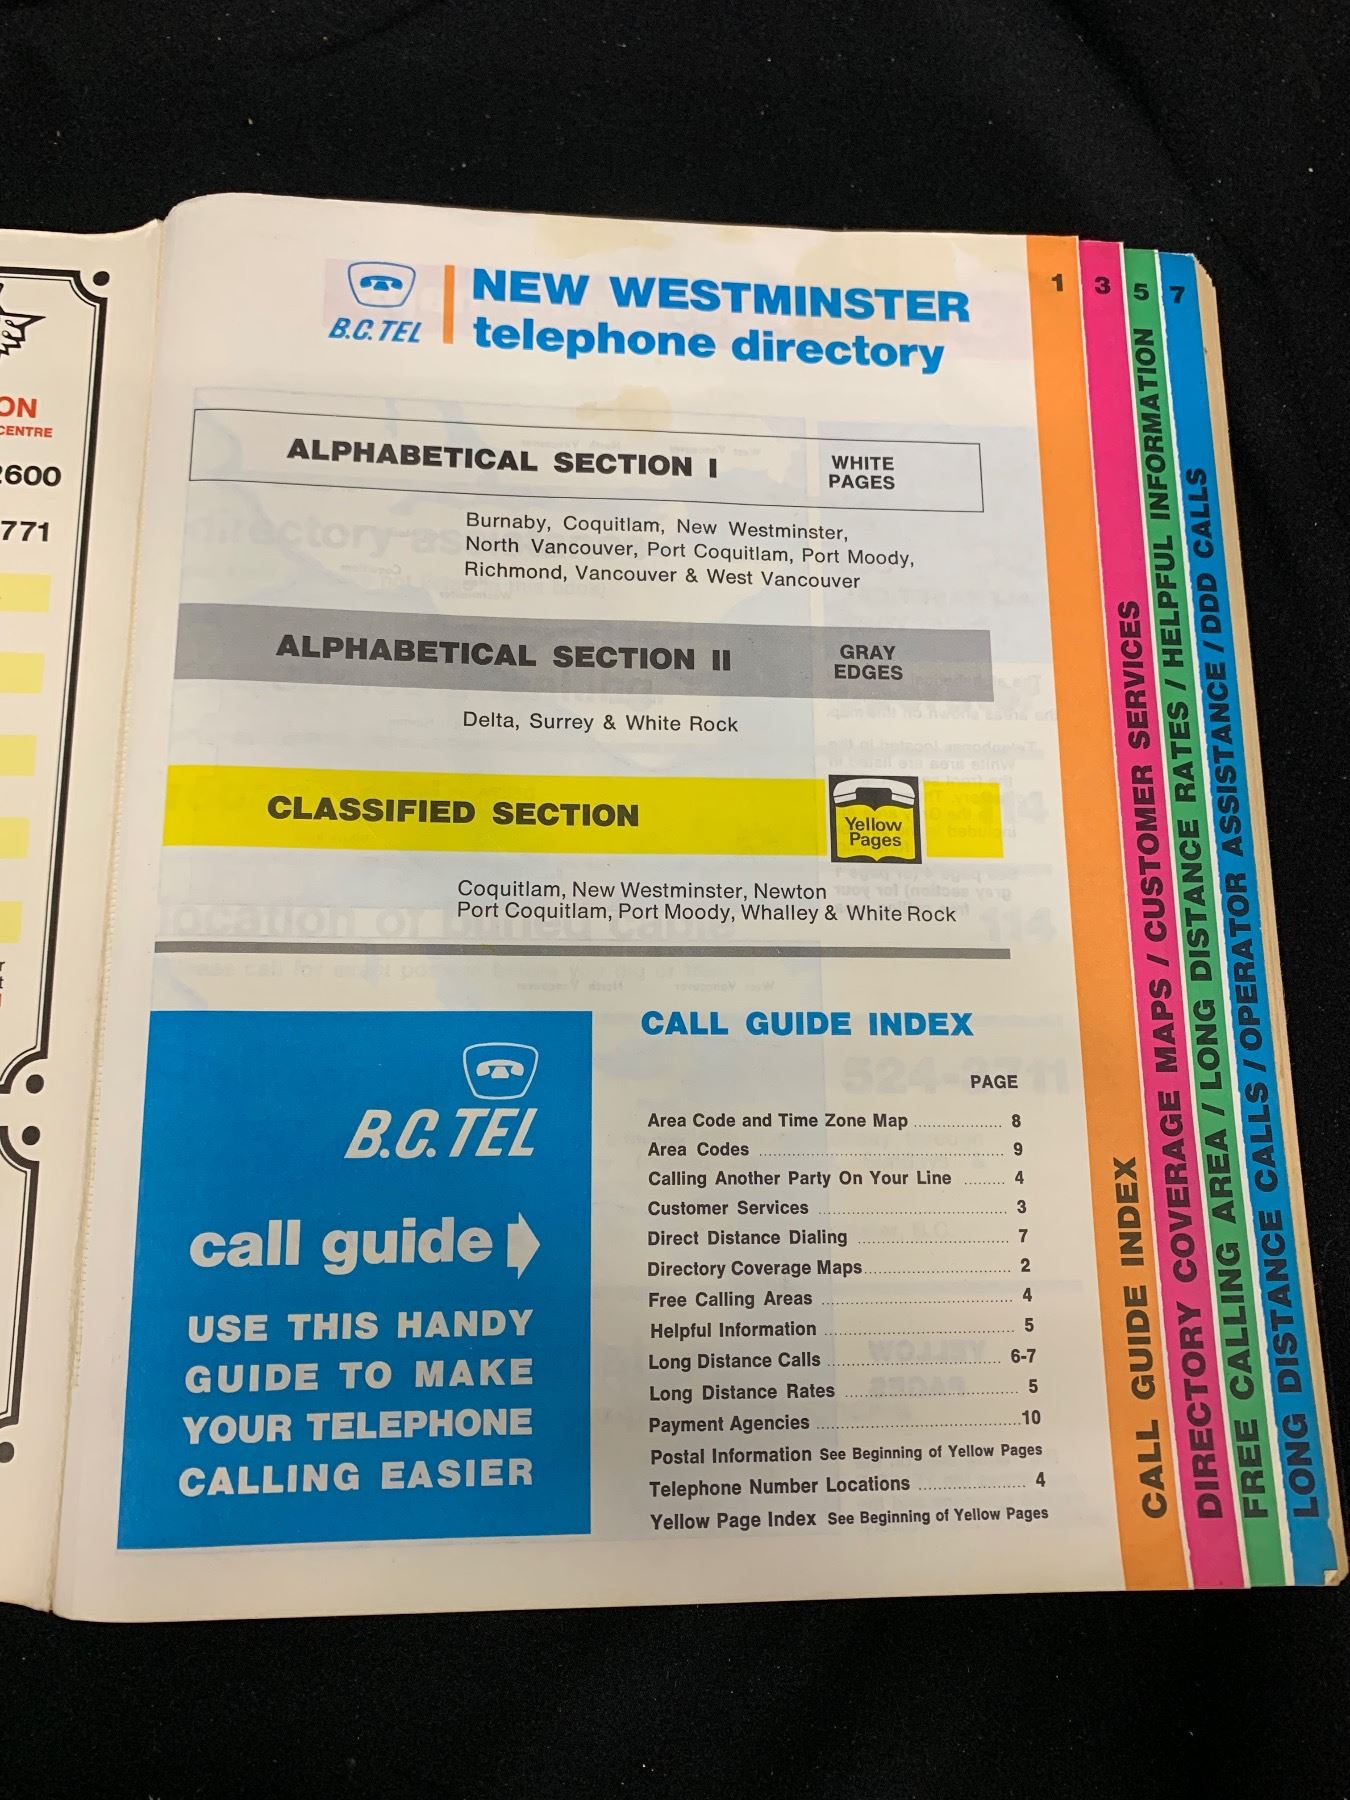 ON
CENTRE
2600
771
B.C. TEL
NEW WESTMINSTER
telephone directory
ALPHABETICAL SECTION I
WHITE
PAGES
Burnaby, Coquitlam, New Westminster,
North Vancouver, Port Coquitlam, Port Moody,
Richmond, Vancouver & West Vancouver
ALPHABETICAL SECTION II
GRAY
EDGES
Delta, Surrey & White Rock
CLASSIFIED SECTION
Yellow
Pages
Coquitlam, New Westminster, Newton
Port Coquitlam, Port Moody, Whalley & White Rock
B.C. TEL
call guide
USE THIS HANDY
GUIDE TO MAKE
YOUR TELEPHONE
CALLING EASIER
CALL GUIDE INDEX
PAGE
Area Code and Time Zone Map 8
Area Codes 9
Calling Another Party On Your Line 4
Customer Services 3
Direct Distance Dialing 7
Directory Coverage Maps 2
Free Calling Areas 4
Helpful Information 5
Long Distance Calls 6-7
Long Distance Rates 5
Payment Agencies 10
Postal Information See Beginning of Yellow Pages
Telephone Number Locations 4
Yellow Page Index See Beginning of Yellow Pages
1
CALL GUIDE INDEX
3
DIRECTORY COVERAGE MAPS / CUSTOMER SERVICES
5
FREE CALLING AREA / LONG DISTANCE RATES / HELPFUL INFORMATION
7
LONG DISTANCE CALLS / OPERATOR ASSISTANCE / DDD CALLS